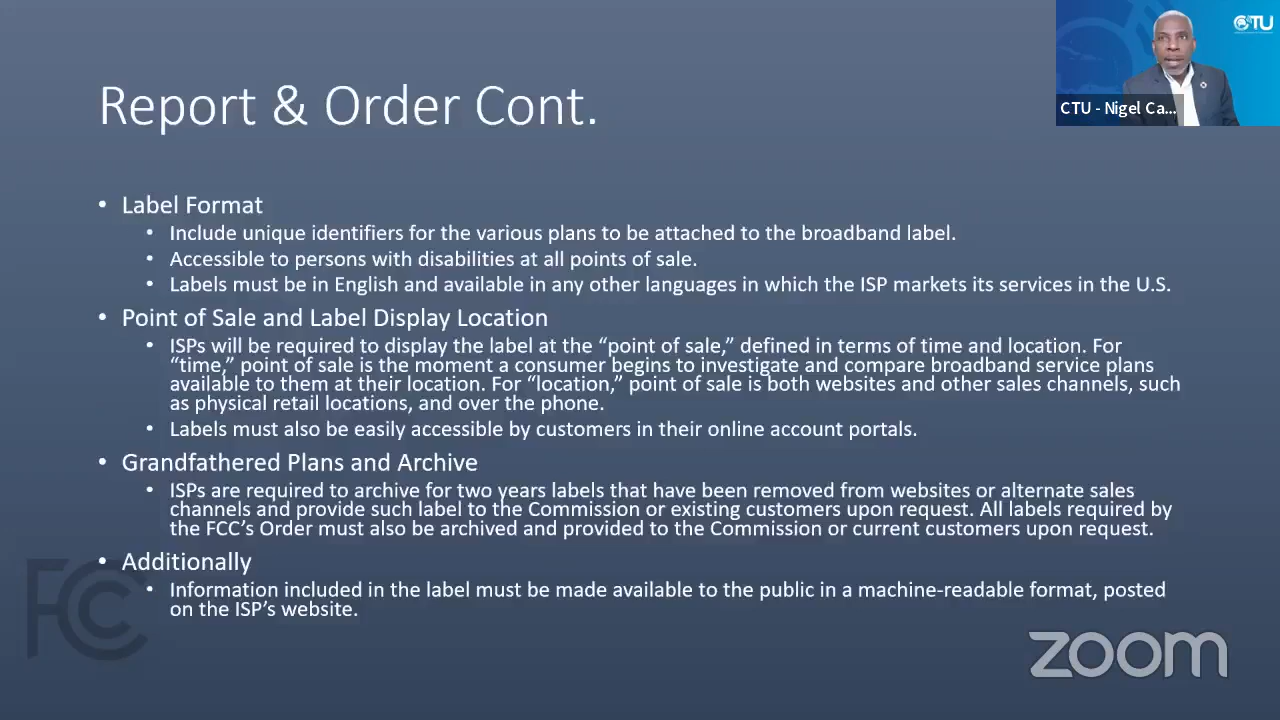 CTU
CTU - Nigel Ca...
Report & Order Cont.
• Label Format
• Include unique identifiers for the various plans to be attached to the broadband label.
• Accessible to persons with disabilities at all points of sale.
• Labels must be in English and available in any other languages in which the ISP markets its services in the U.S.
• Point of Sale and Label Display Location
• ISPs will be required to display the label at the “point of sale,” defined in terms of time and location. For
“time,” point of sale is the moment a consumer begins to investigate and compare broadband service plans
available to them at their location. For “location,” point of sale is both websites and other sales channels, such
as physical retail locations, and over the phone.
• Labels must also be easily accessible by customers in their online account portals.
• Grandfathered Plans and Archive
• ISPs are required to archive for two years labels that have been removed from websites or alternate sales
channels and provide such label to the Commission or existing customers upon request. All labels required by
the FCC’s Order must also be archived and provided to the Commission or current customers upon request.
• Additionally
• Information included in the label must be made available to the public in a machine-readable format, posted
on the ISP’s website.
FCC
zoom